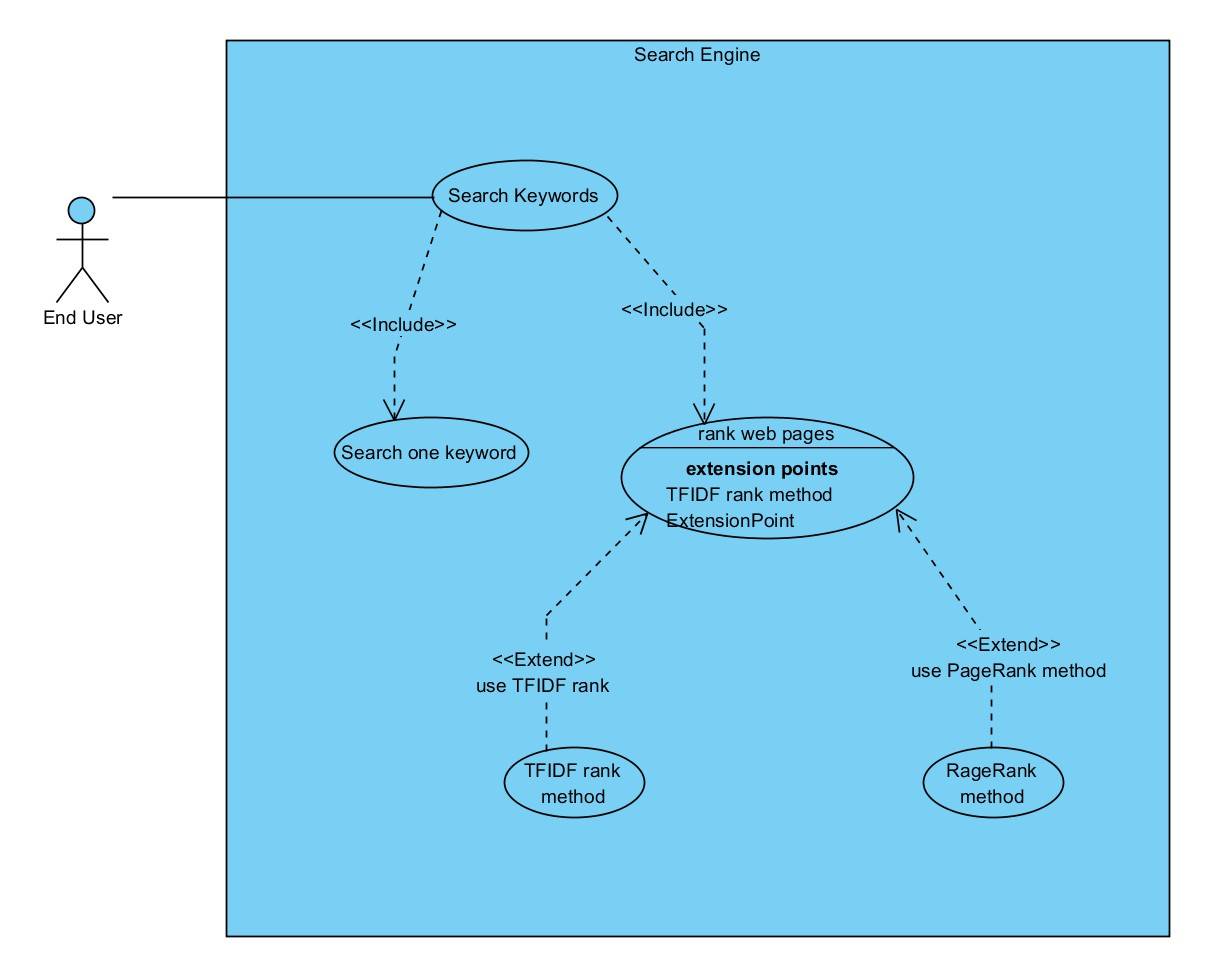 Search Engine
Search Keywords
End User
<<Include>>
<<Include>>
Search one keyword
rank web pages
extension points
TFIDF rank method
ExtensionPoint
<<Extend>>
use TFIDF rank
<<Extend>>
use PageRank method
TFIDF rank
method
RageRank
method